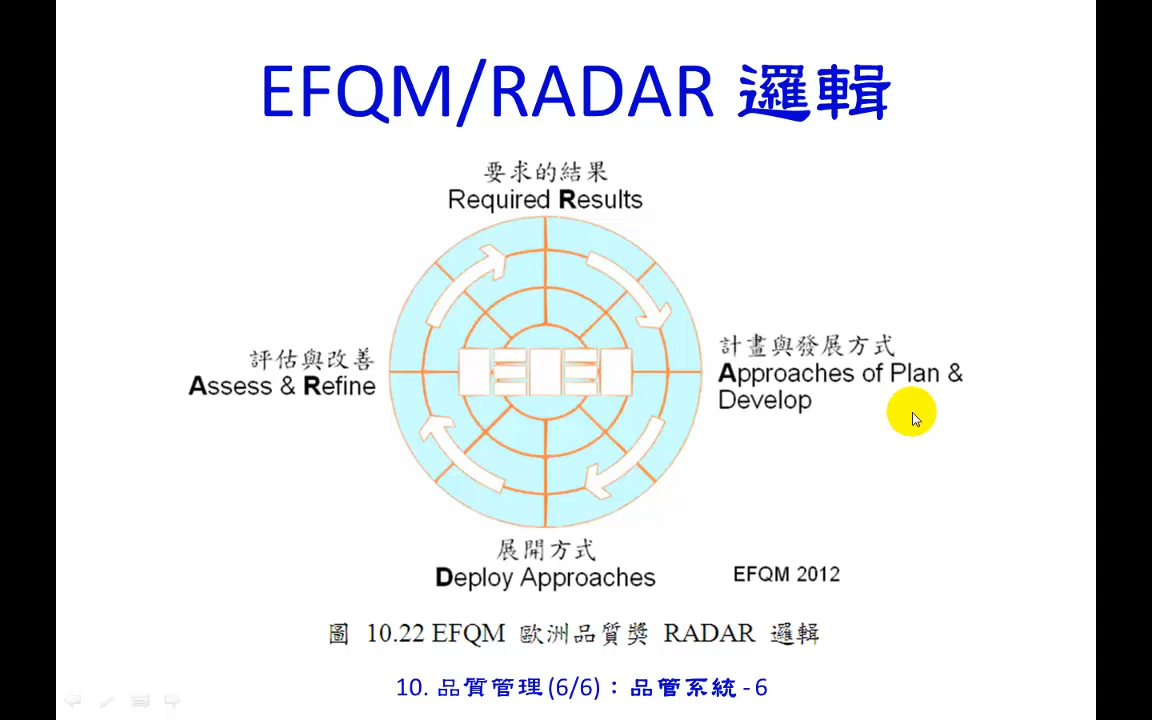 EFQM/RADAR 邏輯
要求的結果
Required Results
評估與改善
Assess & Refine
計畫與發展方式
Approaches of Plan &
Develop
展開方式
Deploy Approaches
EFQM 2012
圖 10.22 EFQM 歐洲品質獎 RADAR 邏輯
10. 品質管理(6/6)：品管系統-6